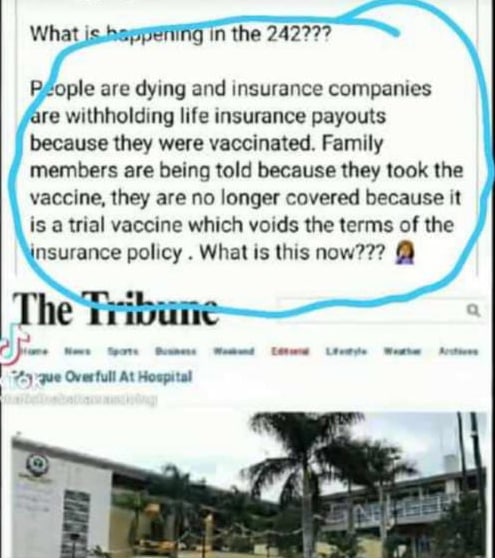 What is happening in the 242???
People are dying and insurance companies
are withholding life insurance payouts
because they were vaccinated. Family
members are being told because they took the
vaccine, they are no longer covered because it
is a trial vaccine which voids the terms of the
insurance policy . What is this now???
The Tribune
Home News Sports Business Weekend Editorial Lifestyle Weather Archives
Morgue Overfull At Hospital